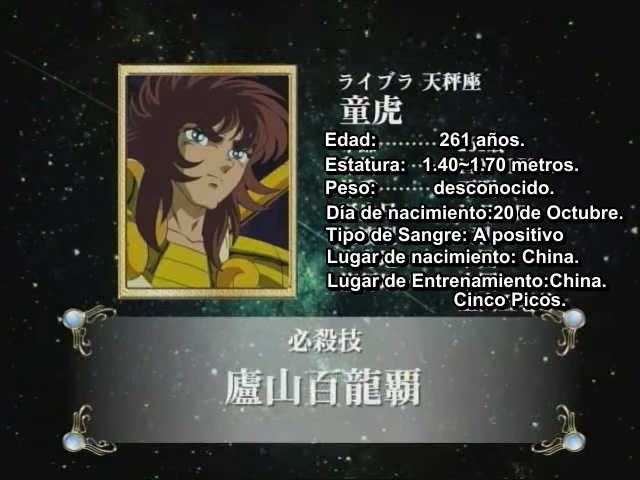 ライブラ 天秤座
童虎
Edad:......... 261 años.
Estatura: ..1.40~1.70 metros.
Peso:........ desconocido.
Día de nacimiento:20 de Octubre.
Tipo de Sangre: A positivo
Lugar de nacimiento: China.
Lugar de Entrenamiento:China.
Cinco Picos.
必殺技
廬山百龍覇